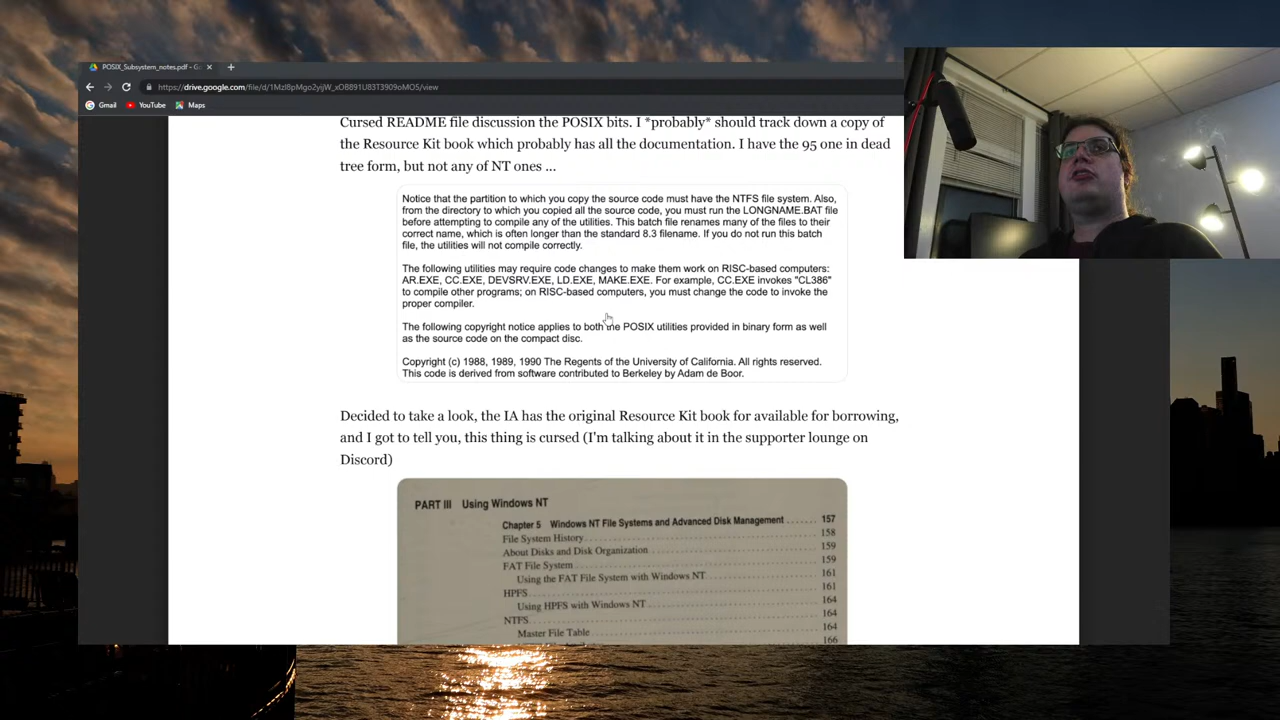 POSIX_Subsystem_notes.pdf - G
https://drive.google.com/file/d/1Mzl8pMgo2yijW_xOB891U83T3909oMO5/view
Gmail YouTube Maps
Cursed README file discussion the POSIX bits. I *probably* should track down a copy of
the Resource Kit book which probably has all the documentation. I have the 95 one in dead
tree form, but not any of NT ones ...
Notice that the partition to which you copy the source code must have the NTFS file system. Also,
from the directory to which you copied all the source code, you must run the LONGNAME.BAT file
before attempting to compile any of the utilities. This batch file renames many of the files to their
correct name, which is often longer than the standard 8.3 filename. If you do not run this batch
file, the utilities will not compile correctly.
The following utilities may require code changes to make them work on RISC-based computers:
AR.EXE, CC.EXE, DEVSRV.EXE, LD.EXE, MAKE.EXE. For example, CC.EXE invokes "CL386"
to compile other programs; on RISC-based computers, you must change the code to invoke the
proper compiler.
The following copyright notice applies to both the POSIX utilities provided in binary form as well
as the source code on the compact disc.
Copyright (c) 1988, 1989, 1990 The Regents of the University of California. All rights reserved.
This code is derived from software contributed to Berkeley by Adam de Boor.
Decided to take a look, the IA has the original Resource Kit book for available for borrowing,
and I got to tell you, this thing is cursed (I'm talking about it in the supporter lounge on
Discord)
PART III Using Windows NT
Chapter 5 Windows NT File Systems and Advanced Disk Management ...... 157
File System History 158
About Disks and Disk Organization 159
FAT File System 159
Using the FAT File System with Windows NT 161
HPFS 161
Using HPFS with Windows NT 164
NTFS 164
Master File Table 164
166